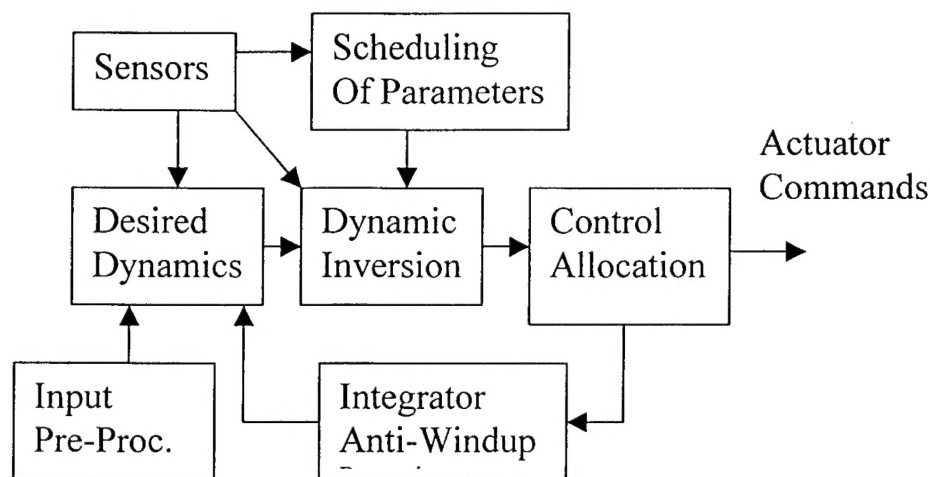 Sensors
Scheduling
Of Parameters
Actuator
Commands
Desired
Dynamics
Dynamic
Inversion
Control
Allocation
Input
Pre-Proc.
Integrator
Anti-Windup